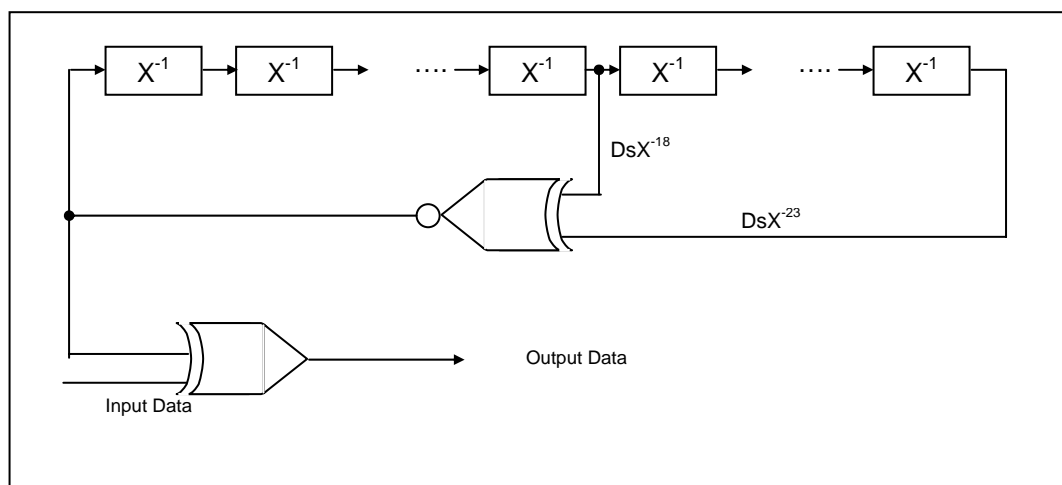 X⁻¹ X⁻¹ ···· X⁻¹ X⁻¹ ···· X⁻¹
DsX⁻¹⁸
DsX⁻²³
Output Data
Input Data